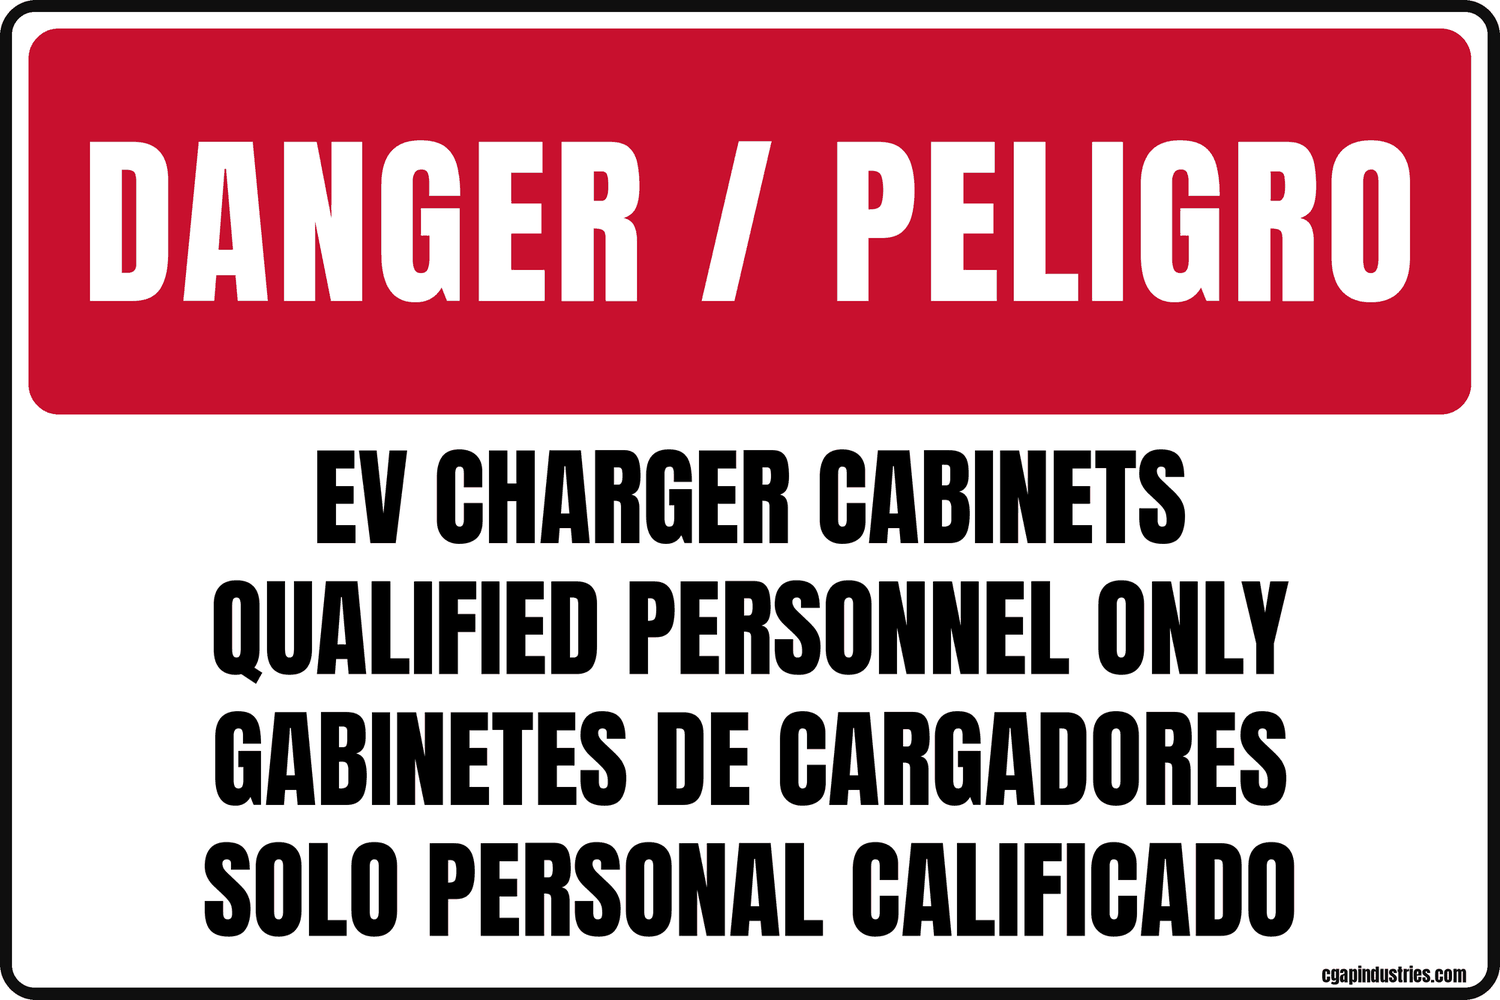 DANGER / PELIGRO
EV CHARGER CABINETS
QUALIFIED PERSONNEL ONLY
GABINETES DE CARGADORES
SOLO PERSONAL CALIFICADO
cgapindustries.com